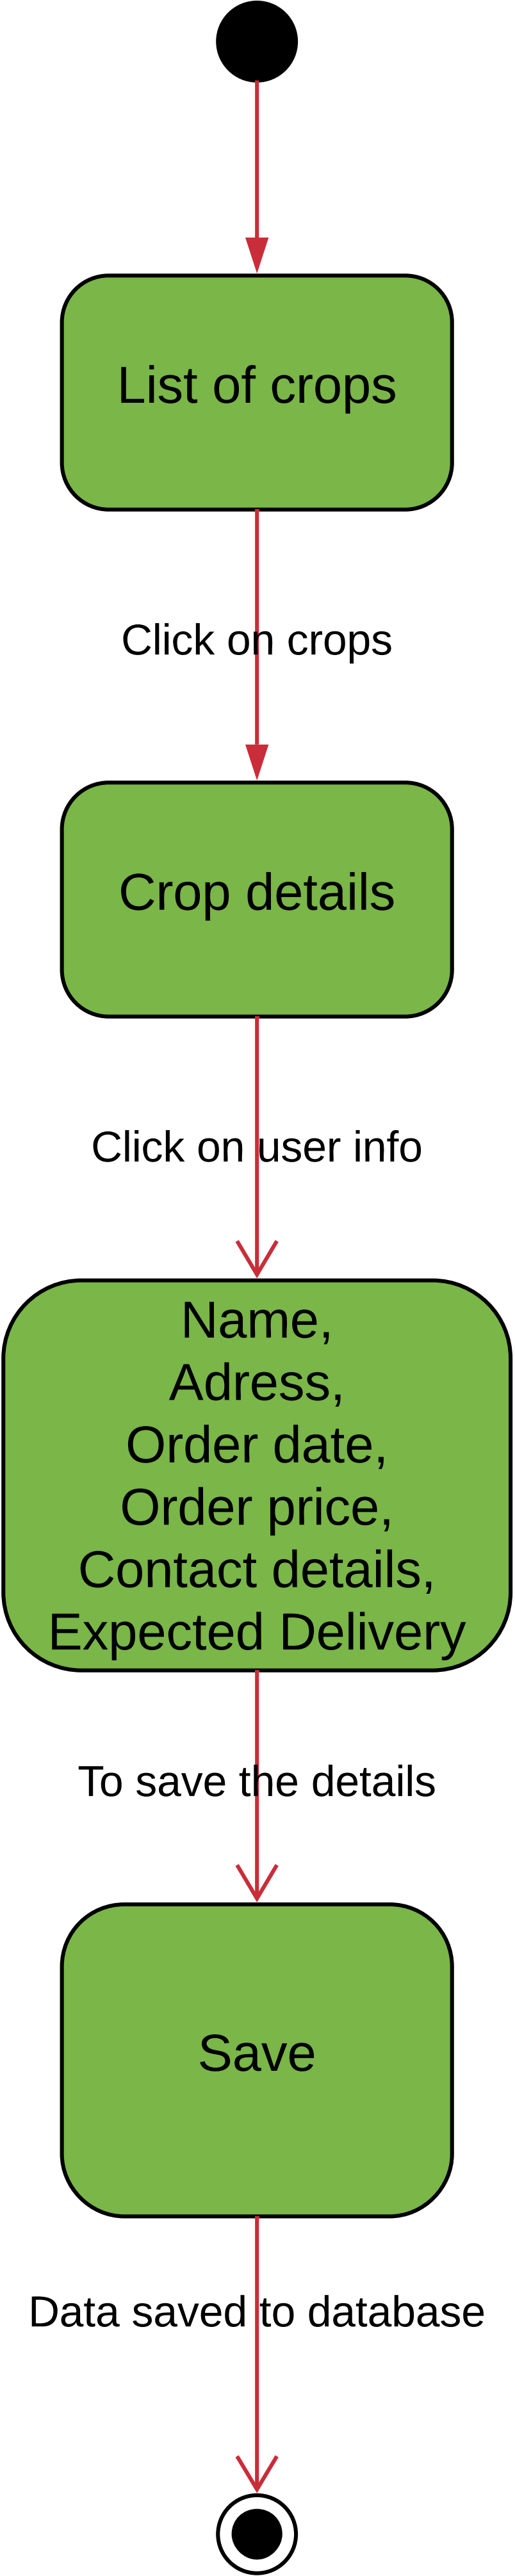 List of crops
Click on crops
Crop details
Click on user info
Name,
Adress,
Order date,
Order price,
Contact details,
Expected Delivery
To save the details
Save
Data saved to database